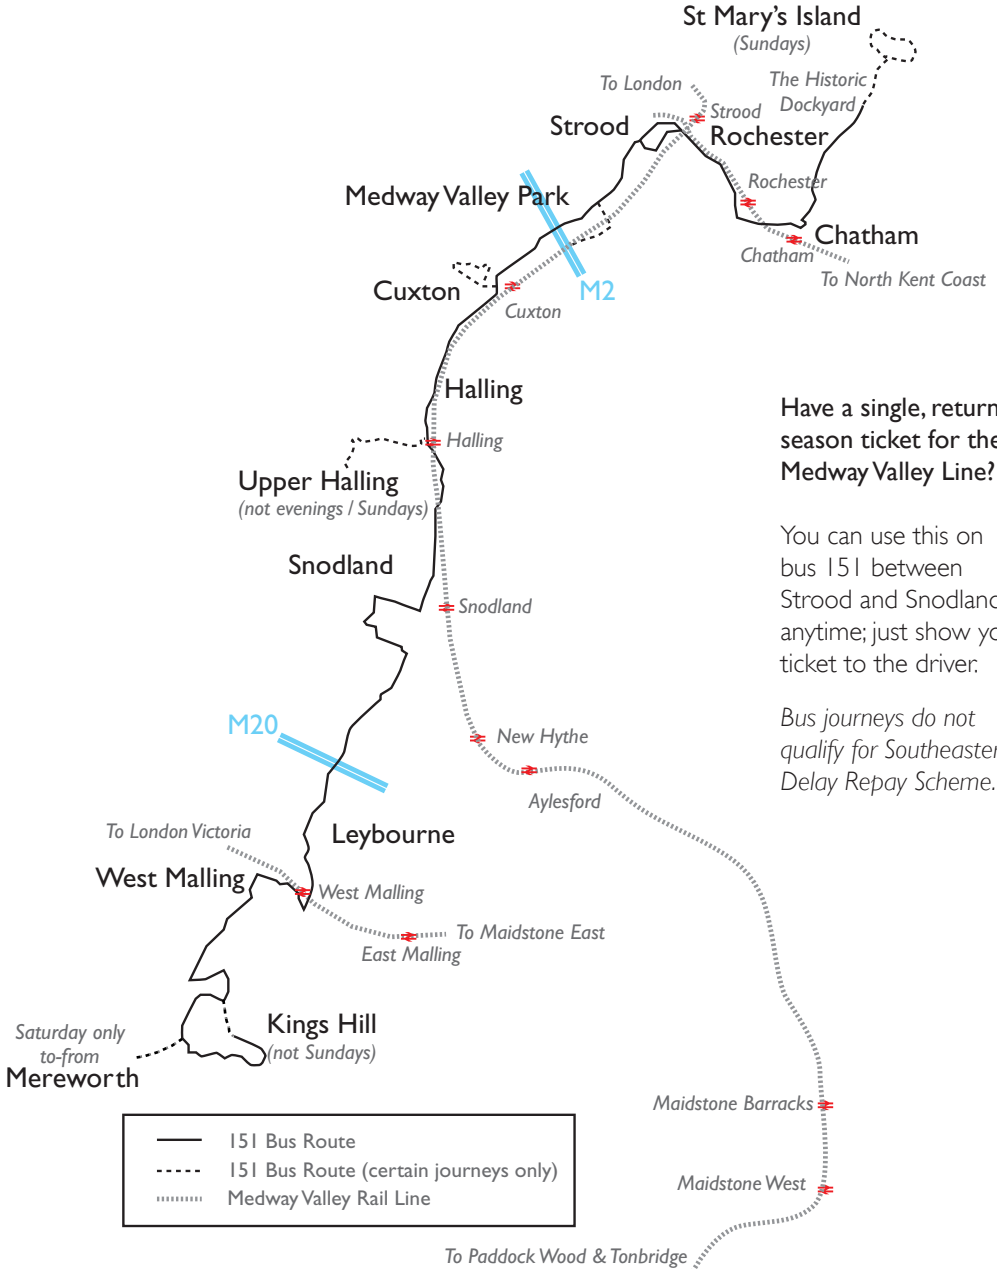 St Mary's Island
(Sundays)
To London
The Historic
Dockyard
Strood
Strood
Rochester
Medway Valley Park
Rochester
Chatham
Chatham
To North Kent Coast
Cuxton
M2
Cuxton
Halling
Halling
Upper Halling
(not evenings / Sundays)
Snodland
Snodland
M20
New Hythe
Aylesford
To London Victoria
Leybourne
West Malling
West Malling
To Maidstone East
East Malling
Kings Hill
(not Sundays)
Saturday only
to-from
Mereworth
Maidstone Barracks
Maidstone West
To Paddock Wood & Tonbridge
151 Bus Route
151 Bus Route (certain journeys only)
Medway Valley Rail Line
Have a single, return
season ticket for the
Medway Valley Line?
You can use this on
bus 151 between
Strood and Snodland
anytime; just show yo
ticket to the driver.
Bus journeys do not
qualify for Southeaster
Delay Repay Scheme.